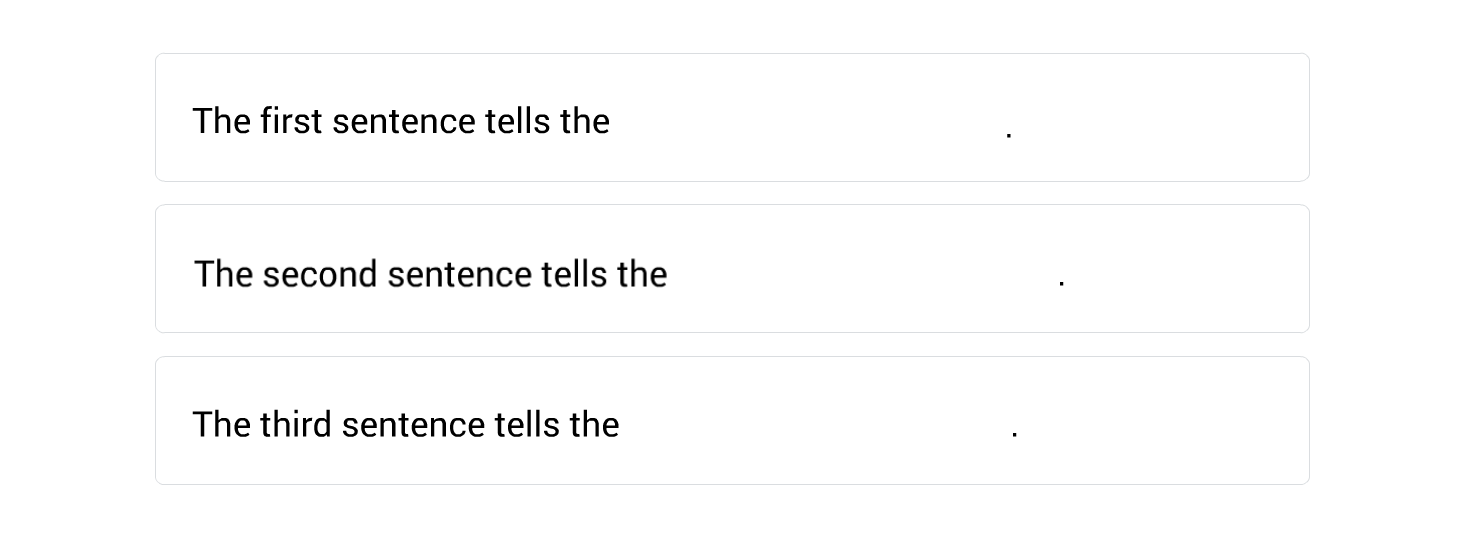 The first sentence tells the .
The second sentence tells the .
The third sentence tells the .